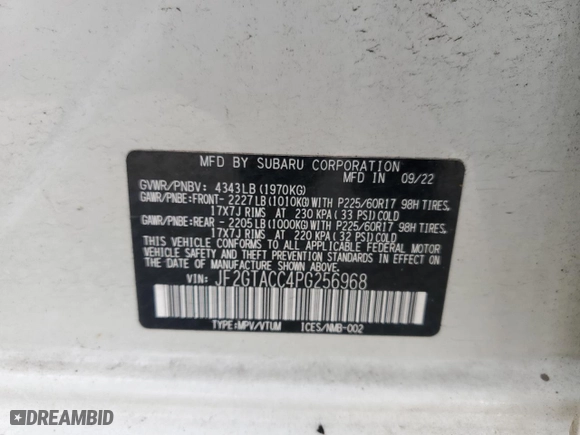 MFD BY SUBARU CORPORATION
MFD IN 09/22
GVWR/PNBV: 4343LB (1970KG)
GAWR/PNBE:FRONT- 2227LB (1010KG) WITH P225/60R17 98H TIRES,
17X7J RIMS AT 230 KPA (33 PSI) COLD
GAWR/PNBE:REAR - 2205LB (1000KG) WITH P225/60R17 98H TIRES,
17X7J RIMS AT 220 KPA (32 PSI) COLD
THIS VEHICLE CONFORMS TO ALL APPLICABLE FEDERAL MOTOR
VEHICLE SAFETY AND THEFT PREVENTION STANDARDS IN EFFECT ON
THE DATE OF MANUFACTURE SHOWN ABOVE.
VIN: JF2GTACC4PG256968
TYPE:MPV/VTUM ICES/NMB-002
DREAMBID